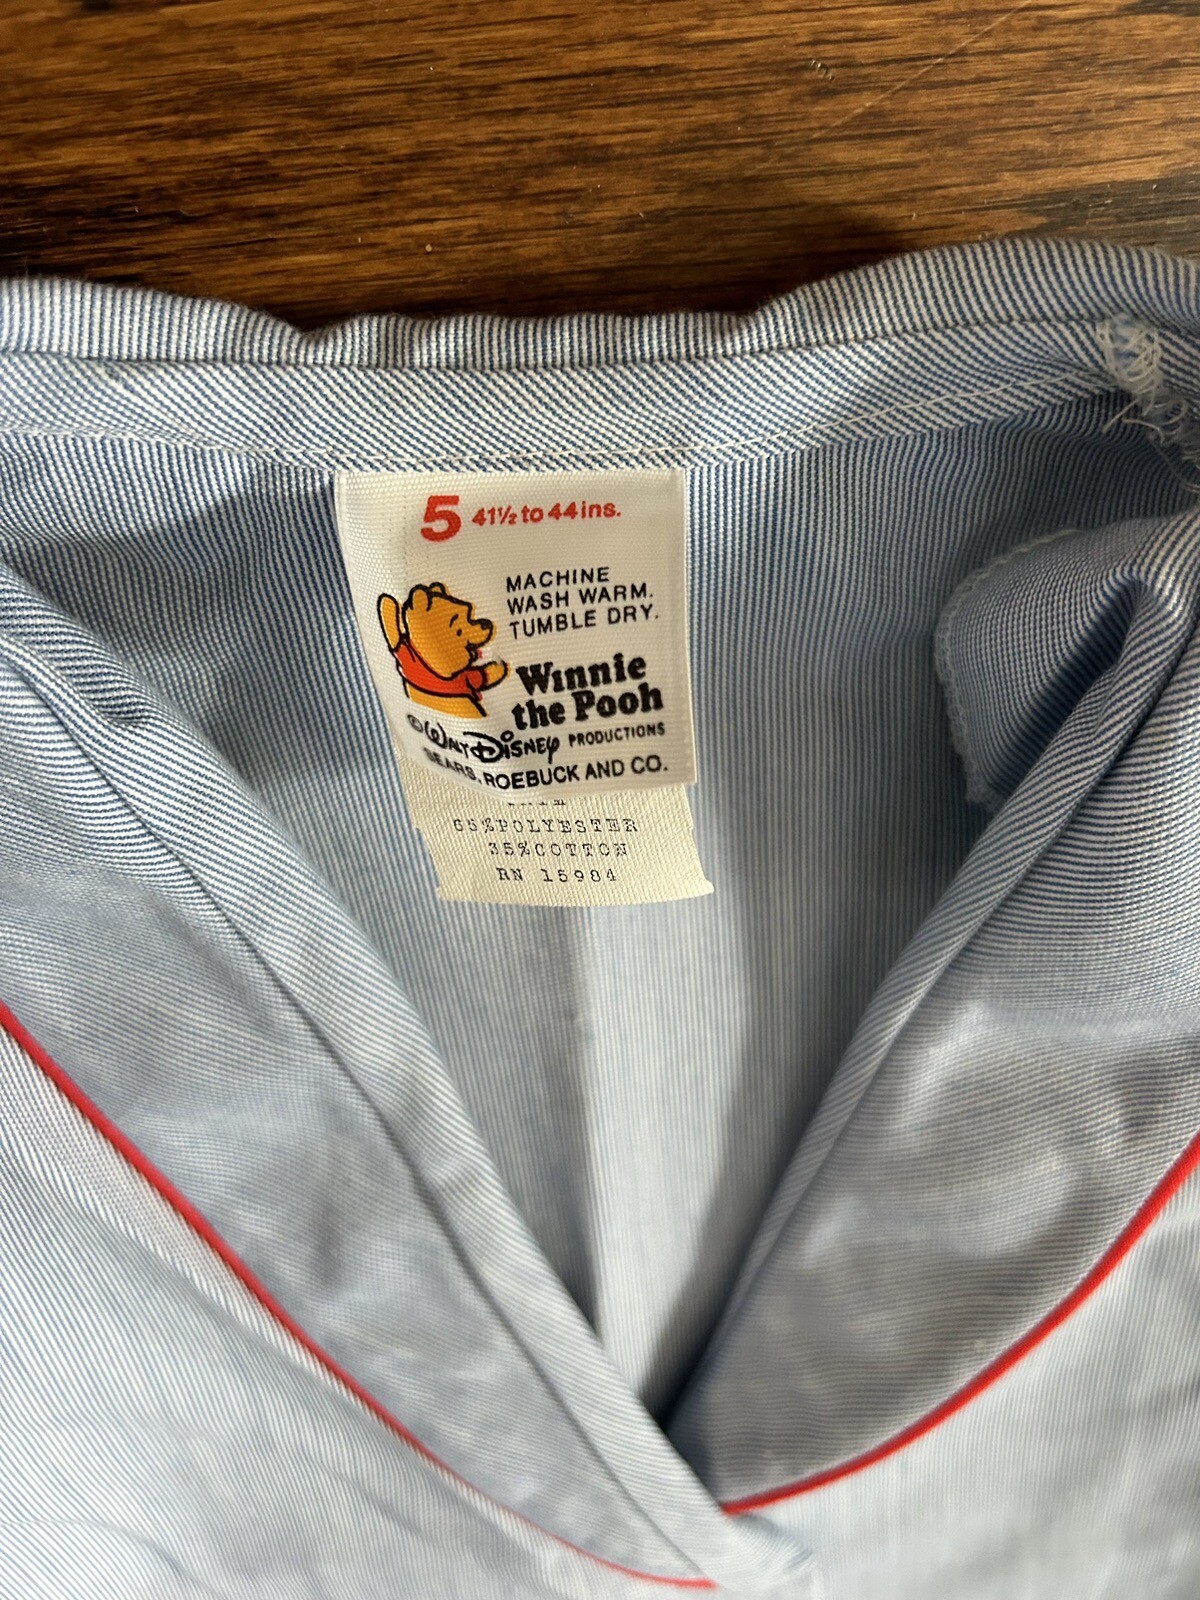 5 41½ to 44 ins.
MACHINE
WASH WARM.
TUMBLE DRY.
Winnie
the Pooh
© Walt Disney PRODUCTIONS
SEARS, ROEBUCK AND CO.
65%POLYESTER
35%COTTON
RN 15984